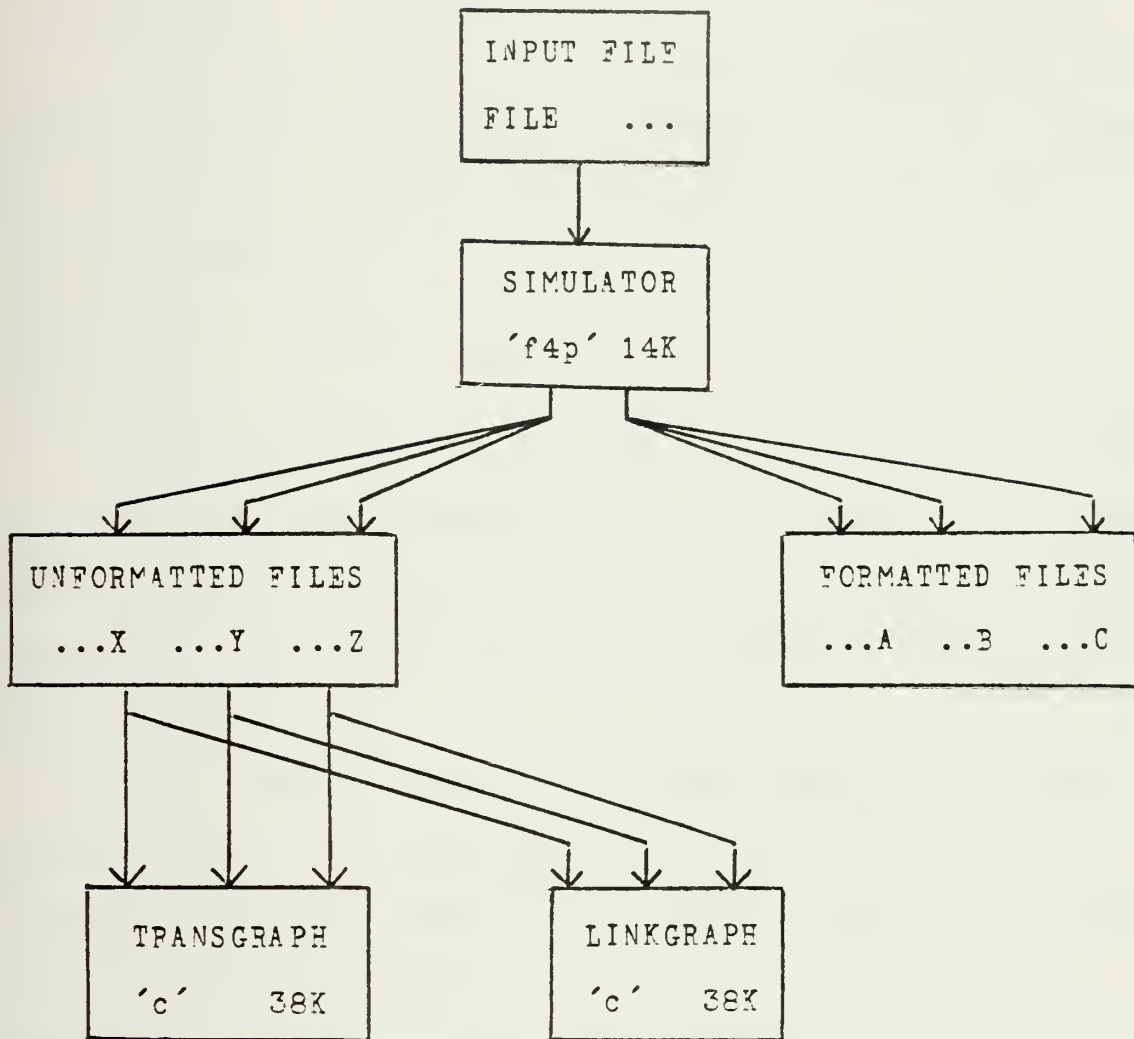 INPUT FILE
FILE ...
SIMULATOR
´f4p´ 14K
UNFORMATTED FILES
...X ...Y ...Z
FORMATTED FILES
...A ..B ...C
TRANSGRAPH
´c´ 38K
LINKGRAPH
´c´ 38K